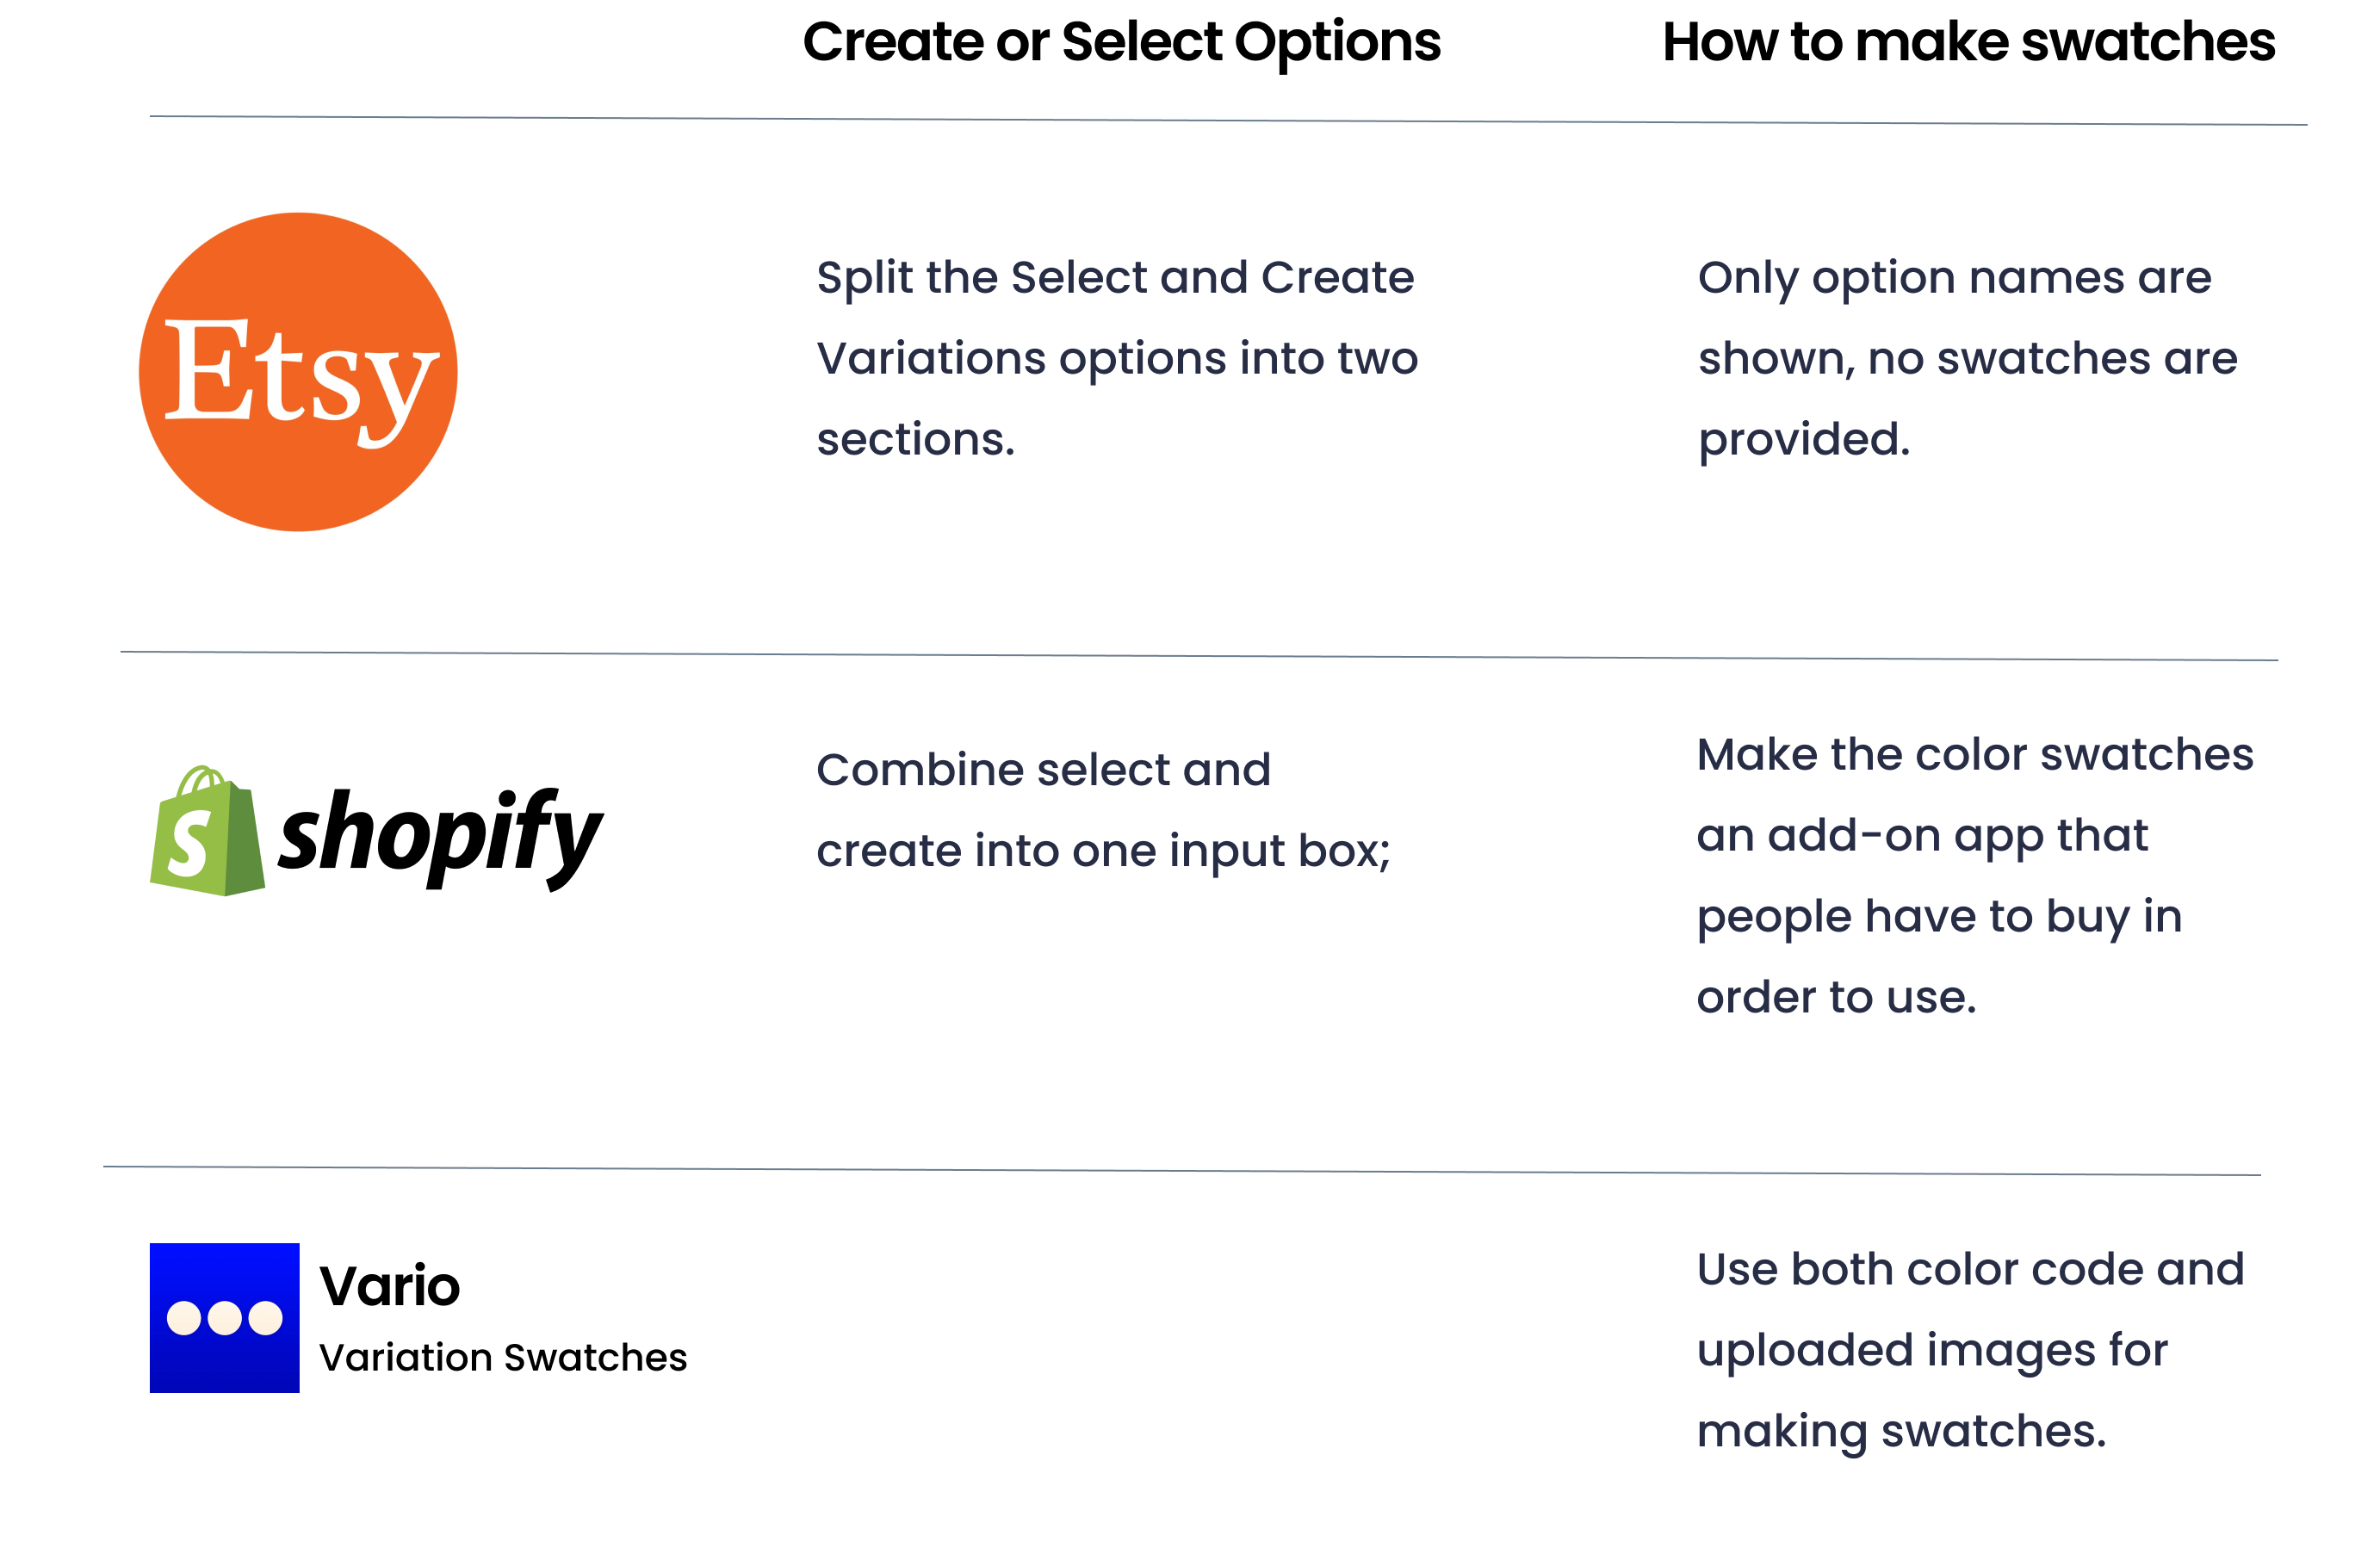 Create or Select Options
How to make swatches
Etsy
Split the Select and Create
Variations options into two
sections.
Only option names are
shown, no swatches are
provided.
shopify
Combine select and
create into one input box;
Make the color swatches
an add-on app that
people have to buy in
order to use.
Vario
Variation Swatches
Use both color code and
uploaded images for
making swatches.